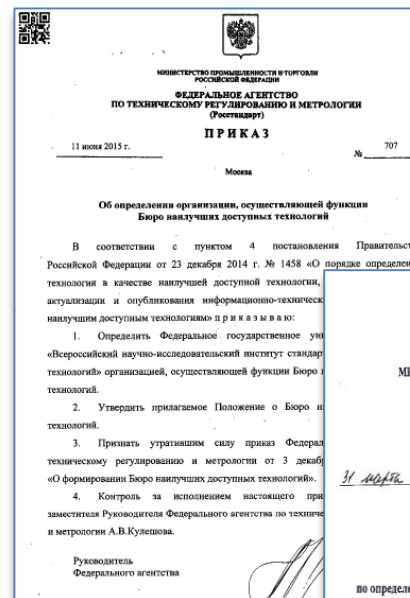 МИНИСТЕРСТВО ПРОМЫШЛЕННОСТИ И ТОРГОВЛИ
РОССИЙСКОЙ ФЕДЕРАЦИИ
ФЕДЕРАЛЬНОЕ АГЕНТСТВО
ПО ТЕХНИЧЕСКОМУ РЕГУЛИРОВАНИЮ И МЕТРОЛОГИИ
(Росстандарт)
ПРИКАЗ
11 июня 2015 г.
№ 707
Москва
Об определении организации, осуществляющей функции
Бюро наилучших доступных технологий
В соответствии с пунктом 4 постановления Правительст
Российской Федерации от 23 декабря 2014 г. № 1458 «О порядке определен
технологии в качестве наилучшей доступной технологии,
актуализации и опубликования информационно-техническ
наилучшим доступным технологиям» п р и к а з ы в а ю:
1. Определить Федеральное государственное ун
«Всероссийский научно-исследовательский институт стандар
технологий» организацией, осуществляющей функции Бюро
технологий.
2. Утвердить прилагаемое Положение о Бюро н
технологий.
3. Признать утратившим силу приказ Федерал
техническому регулированию и метрологии от 3 декаб
«О формировании Бюро наилучших доступных технологий».
4. Контроль за исполнением настоящего при
заместителя Руководителя Федерального агентства по техниче
и метрологии А.В.Кулешова.
Руководитель
Федерального агентства
31 марта
по определе